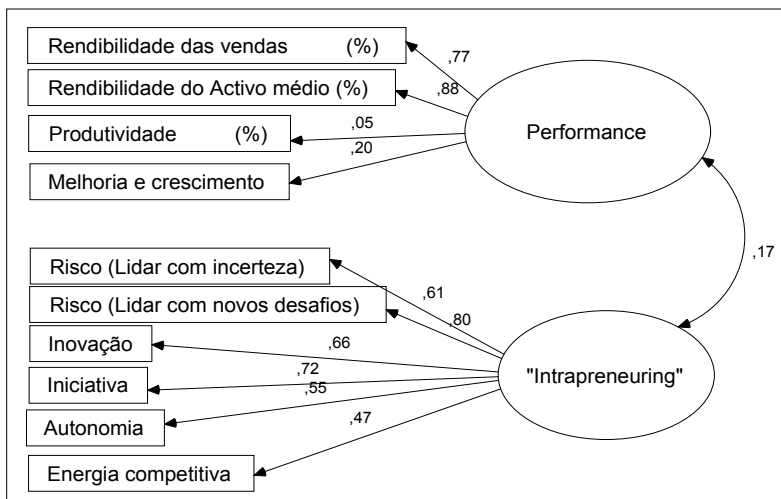 Rendibilidade das vendas (%)
,77
Rendibilidade do Activo médio (%)
,88
Produtividade (%)
,05
,20
Melhoria e crescimento
Performance
,17
Risco (Lidar com incerteza)
,61
Risco (Lidar com novos desafios)
,80
Inovação
,66
Iniciativa
,72
,55
Autonomia
,47
Energia competitiva
"Intrapreneuring"